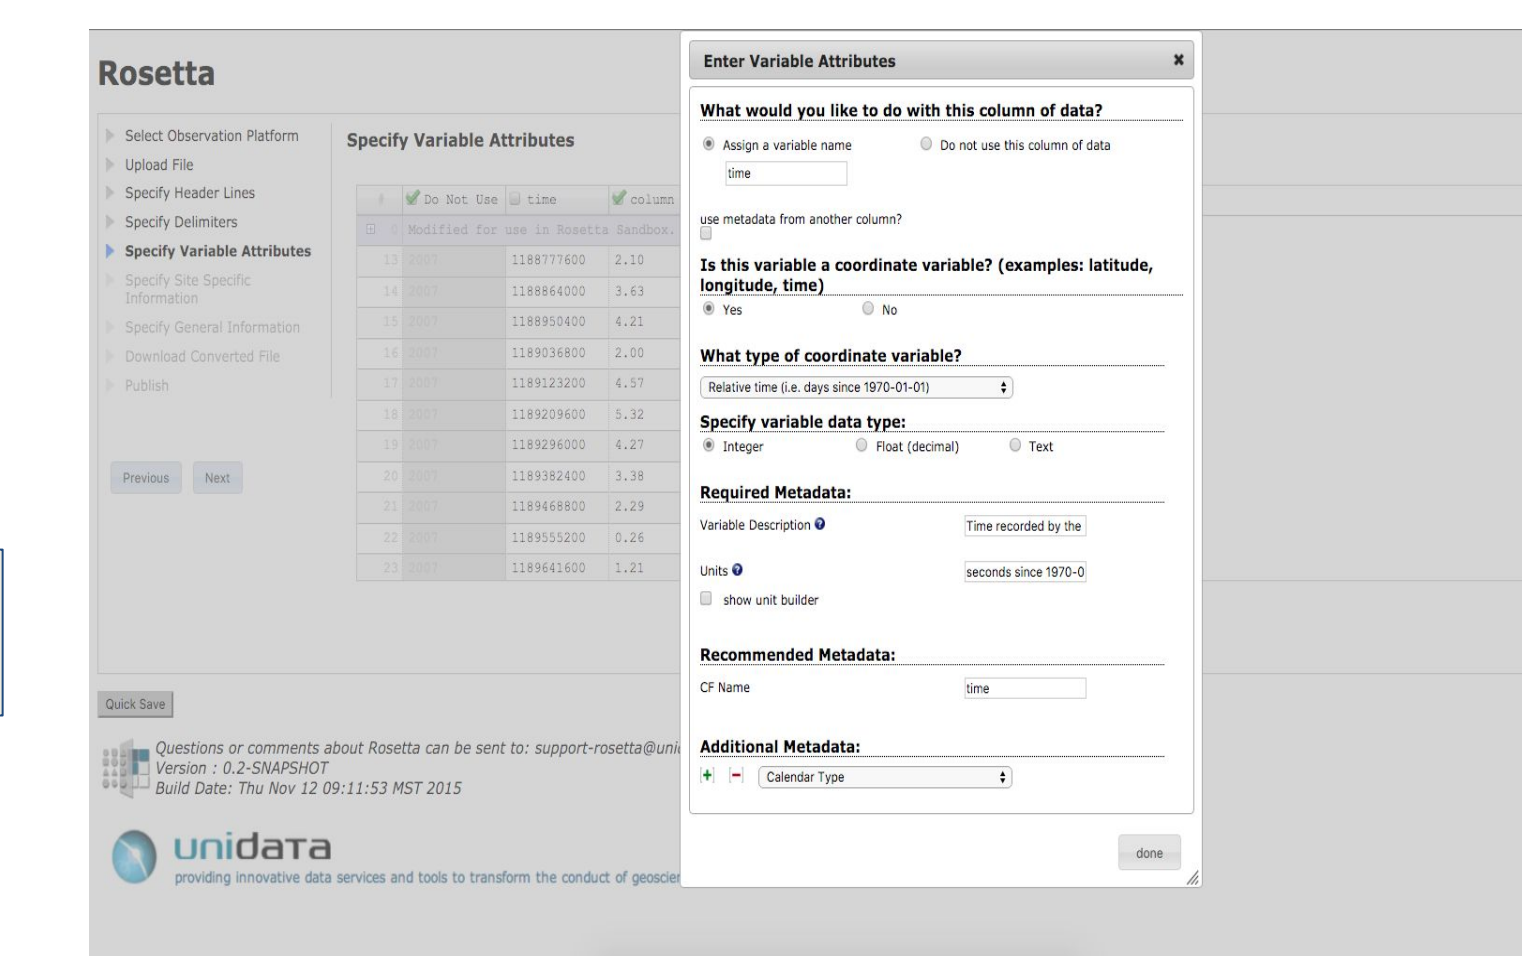 Rosetta
Select Observation Platform
Upload File
Specify Header Lines
Specify Delimiters
Specify Variable Attributes
Specify Site Specific
Information
Specify General Information
Download Converted File
Publish
Previous Next
Specify Variable Attributes
# Do Not Use time column
0 Modified for use in Rosetta Sandbox.
13 2007 1188777600 2.10
14 2007 1188864000 3.63
15 2007 1188950400 4.21
16 2007 1189036800 2.00
17 2007 1189123200 4.57
18 2007 1189209600 5.32
19 2007 1189296000 4.27
20 2007 1189382400 3.38
21 2007 1189468800 2.29
22 2007 1189555200 0.26
23 2007 1189641600 1.21
Quick Save
Questions or comments about Rosetta can be sent to: support-rosetta@uni
Version : 0.2-SNAPSHOT
Build Date: Thu Nov 12 09:11:53 MST 2015
unidata
providing innovative data services and tools to transform the conduct of geoscie
Enter Variable Attributes
What would you like to do with this column of data?
Assign a variable name Do not use this column of data
time
use metadata from another column?
Is this variable a coordinate variable? (examples: latitude,
longitude, time)
Yes No
What type of coordinate variable?
Relative time (i.e. days since 1970-01-01)
Specify variable data type:
Integer Float (decimal) Text
Required Metadata:
Variable Description ? Time recorded by the
Units ? seconds since 1970-0
show unit builder
Recommended Metadata:
CF Name time
Additional Metadata:
+ − Calendar Type
done